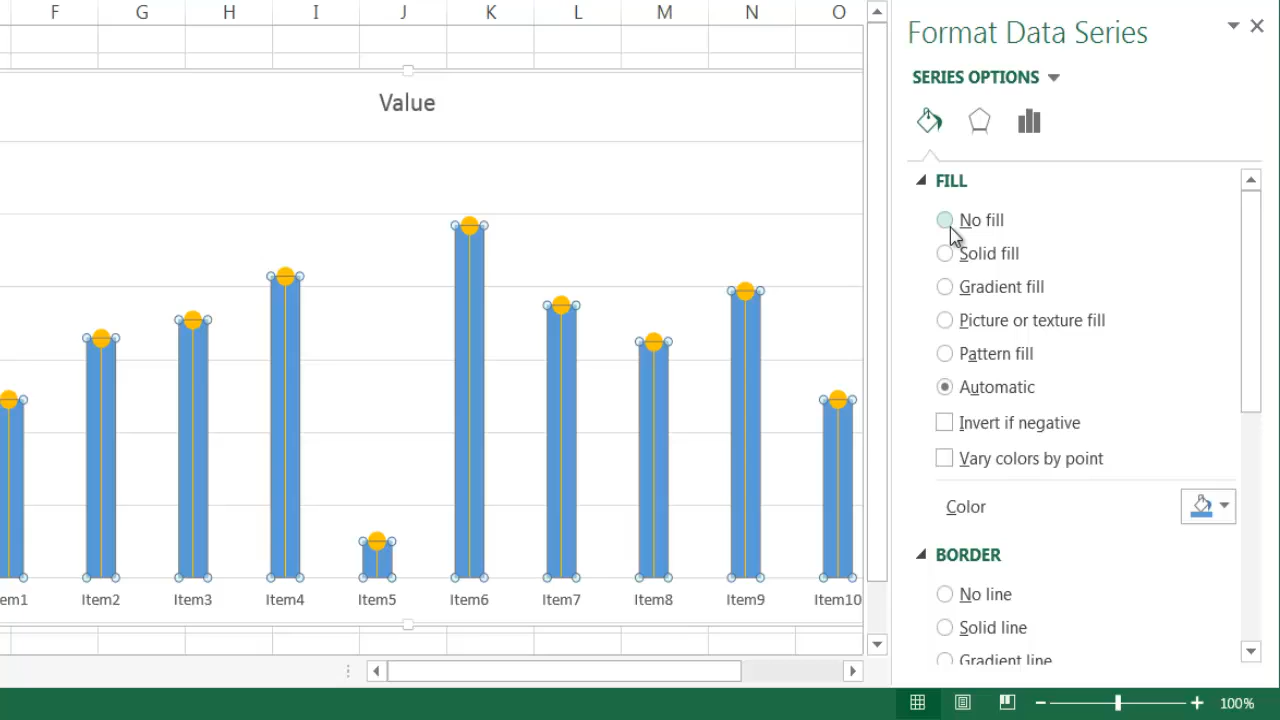 F G H I J K L M N O
Value
em1 Item2 Item3 Item4 Item5 Item6 Item7 Item8 Item9 Item10
Format Data Series
SERIES OPTIONS
FILL
No fill
Solid fill
Gradient fill
Picture or texture fill
Pattern fill
Automatic
Invert if negative
Vary colors by point
Color
BORDER
No line
Solid line
Gradient line
100%